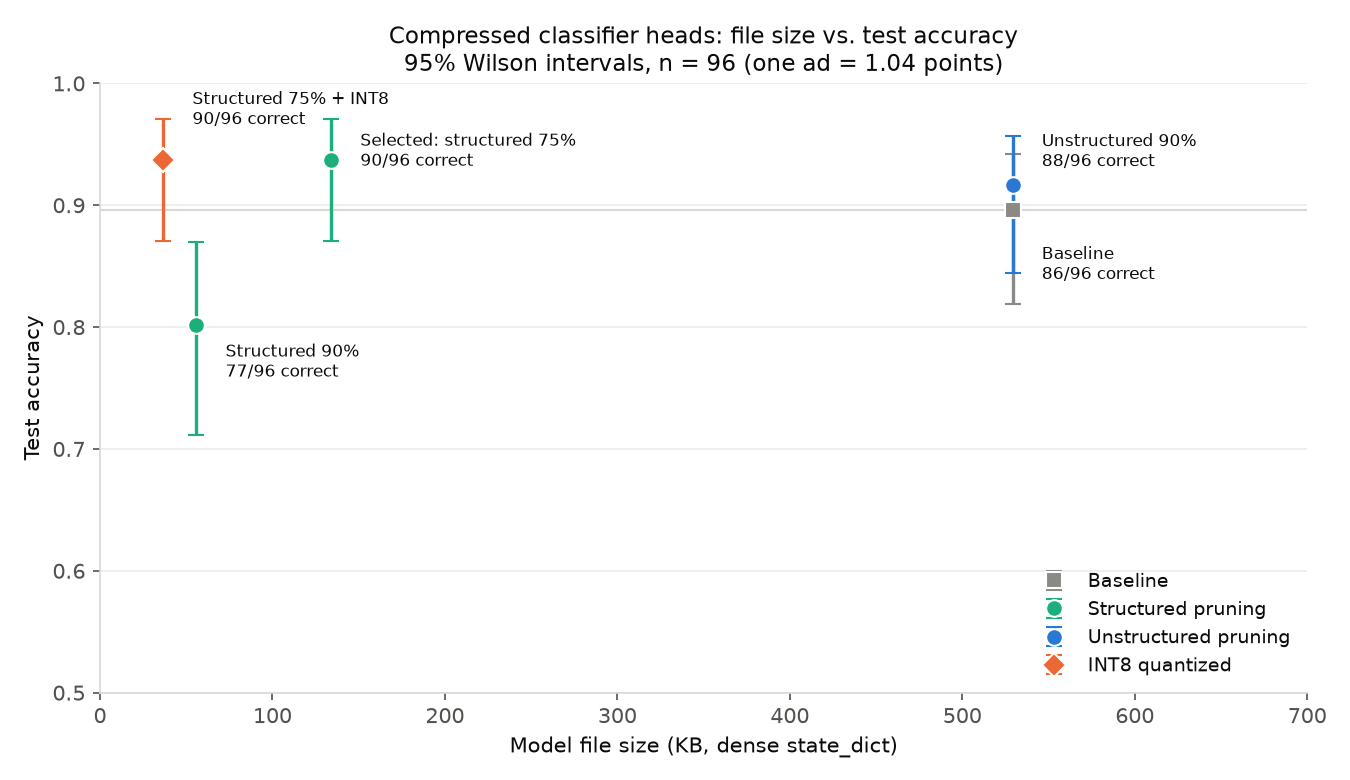 Compressed classifier heads: file size vs. test accuracy
95% Wilson intervals, n = 96 (one ad = 1.04 points)
Test accuracy
1.0
0.9
0.8
0.7
0.6
0.5
Structured 75% + INT8
90/96 correct
Selected: structured 75%
90/96 correct
Unstructured 90%
88/96 correct
Baseline
86/96 correct
Structured 90%
77/96 correct
Baseline
Structured pruning
Unstructured pruning
INT8 quantized
0 100 200 300 400 500 600 700
Model file size (KB, dense state_dict)